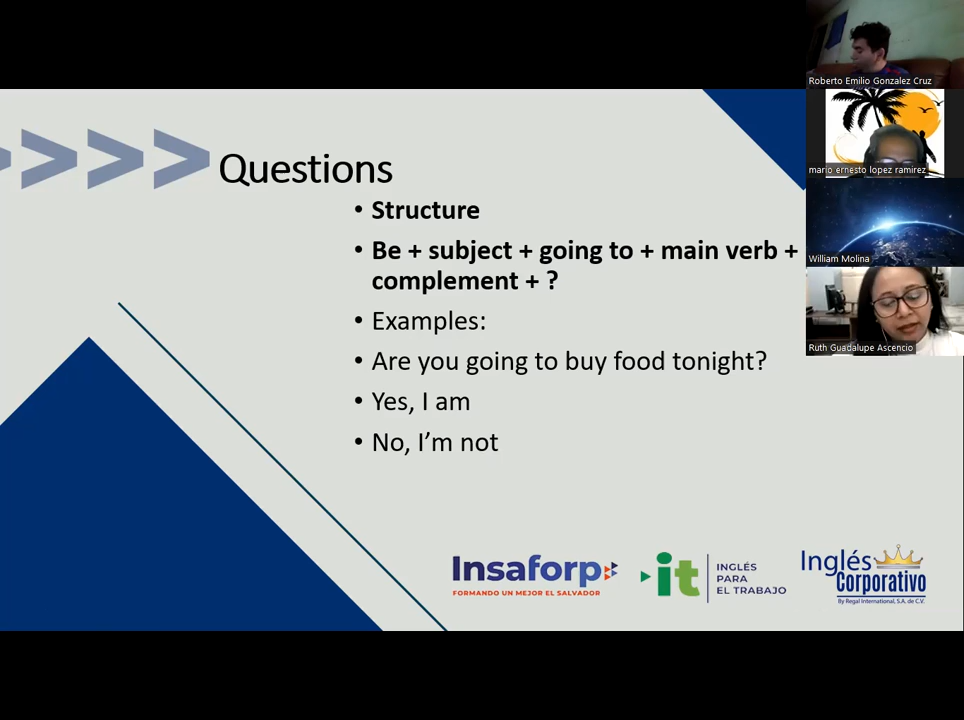 Questions
• Structure
• Be + subject + going to + main verb +
complement + ?
• Examples:
• Are you going to buy food tonight?
• Yes, I am
• No, I’m not
Insaforp
FORMANDO UN MEJOR EL SALVADOR
it
INGLÉS
PARA
EL TRABAJO
Inglés
Corporativo
By Regal International, S.A. de C.V.
Roberto Emilio Gonzalez Cruz
mario ernesto lopez ramirez
William Molina
Ruth Guadalupe Ascencio